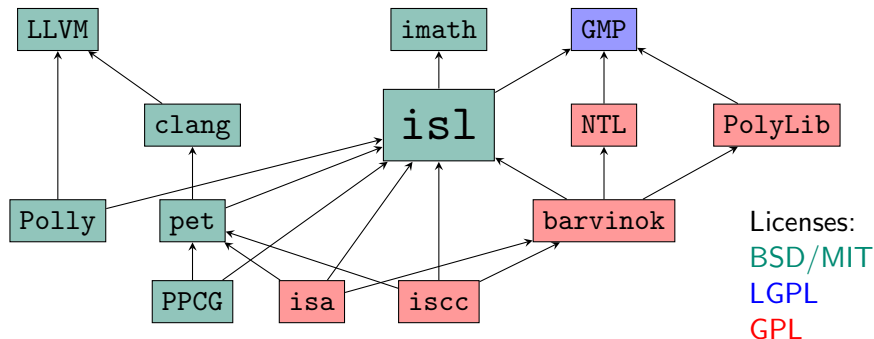 LLVM
imath
GMP
clang
isl
NTL
PolyLib
Polly
pet
barvinok
PPCG
isa
iscc
Licenses:
BSD/MIT
LGPL
GPL